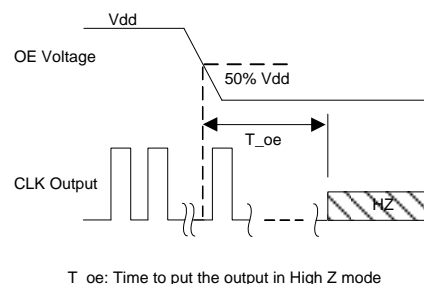 Vdd
OE Voltage
50% Vdd
T_oe
CLK Output
HZ
T_oe: Time to put the output in High Z mode